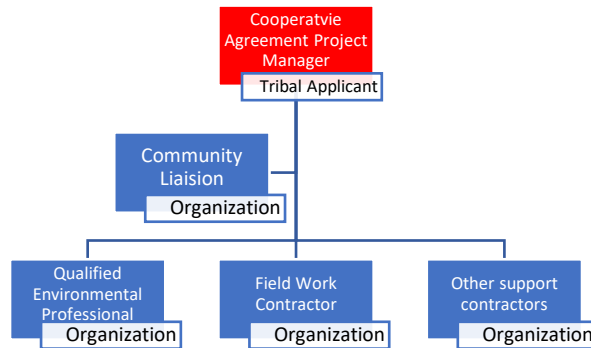 Cooperatvie
Agreement Project
Manager
Tribal Applicant
Community
Liaision
Organization
Qualified
Environmental
Professional
Organization
Field Work
Contractor
Organization
Other support
contractors
Organization